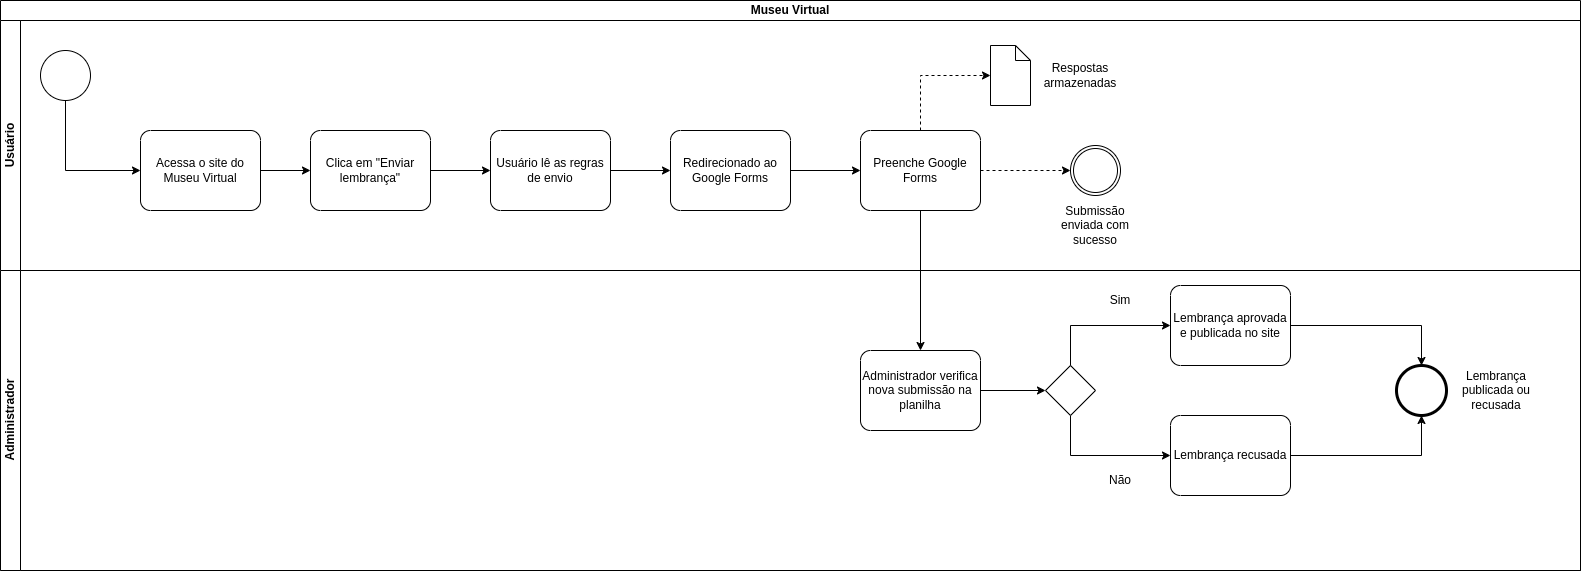 Museu Virtual
Usuário
Respostas
armazenadas
Acessa o site do
Museu Virtual
Clica em "Enviar
lembrança"
Usuário lê as regras
de envio
Redirecionado ao
Google Forms
Preenche Google
Forms
Submissão
enviada com
sucesso
Administrador
Sim
Lembrança aprovada
e publicada no site
Administrador verifica
nova submissão na
planilha
Lembrança
publicada ou
recusada
Lembrança recusada
Não